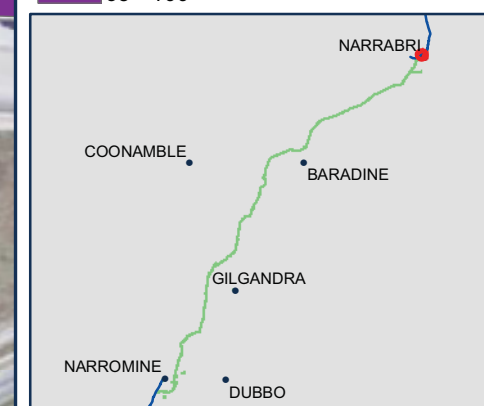 NARRABRI
COONAMBLE
BARADINE
GILGANDRA
NARROMINE
DUBBO